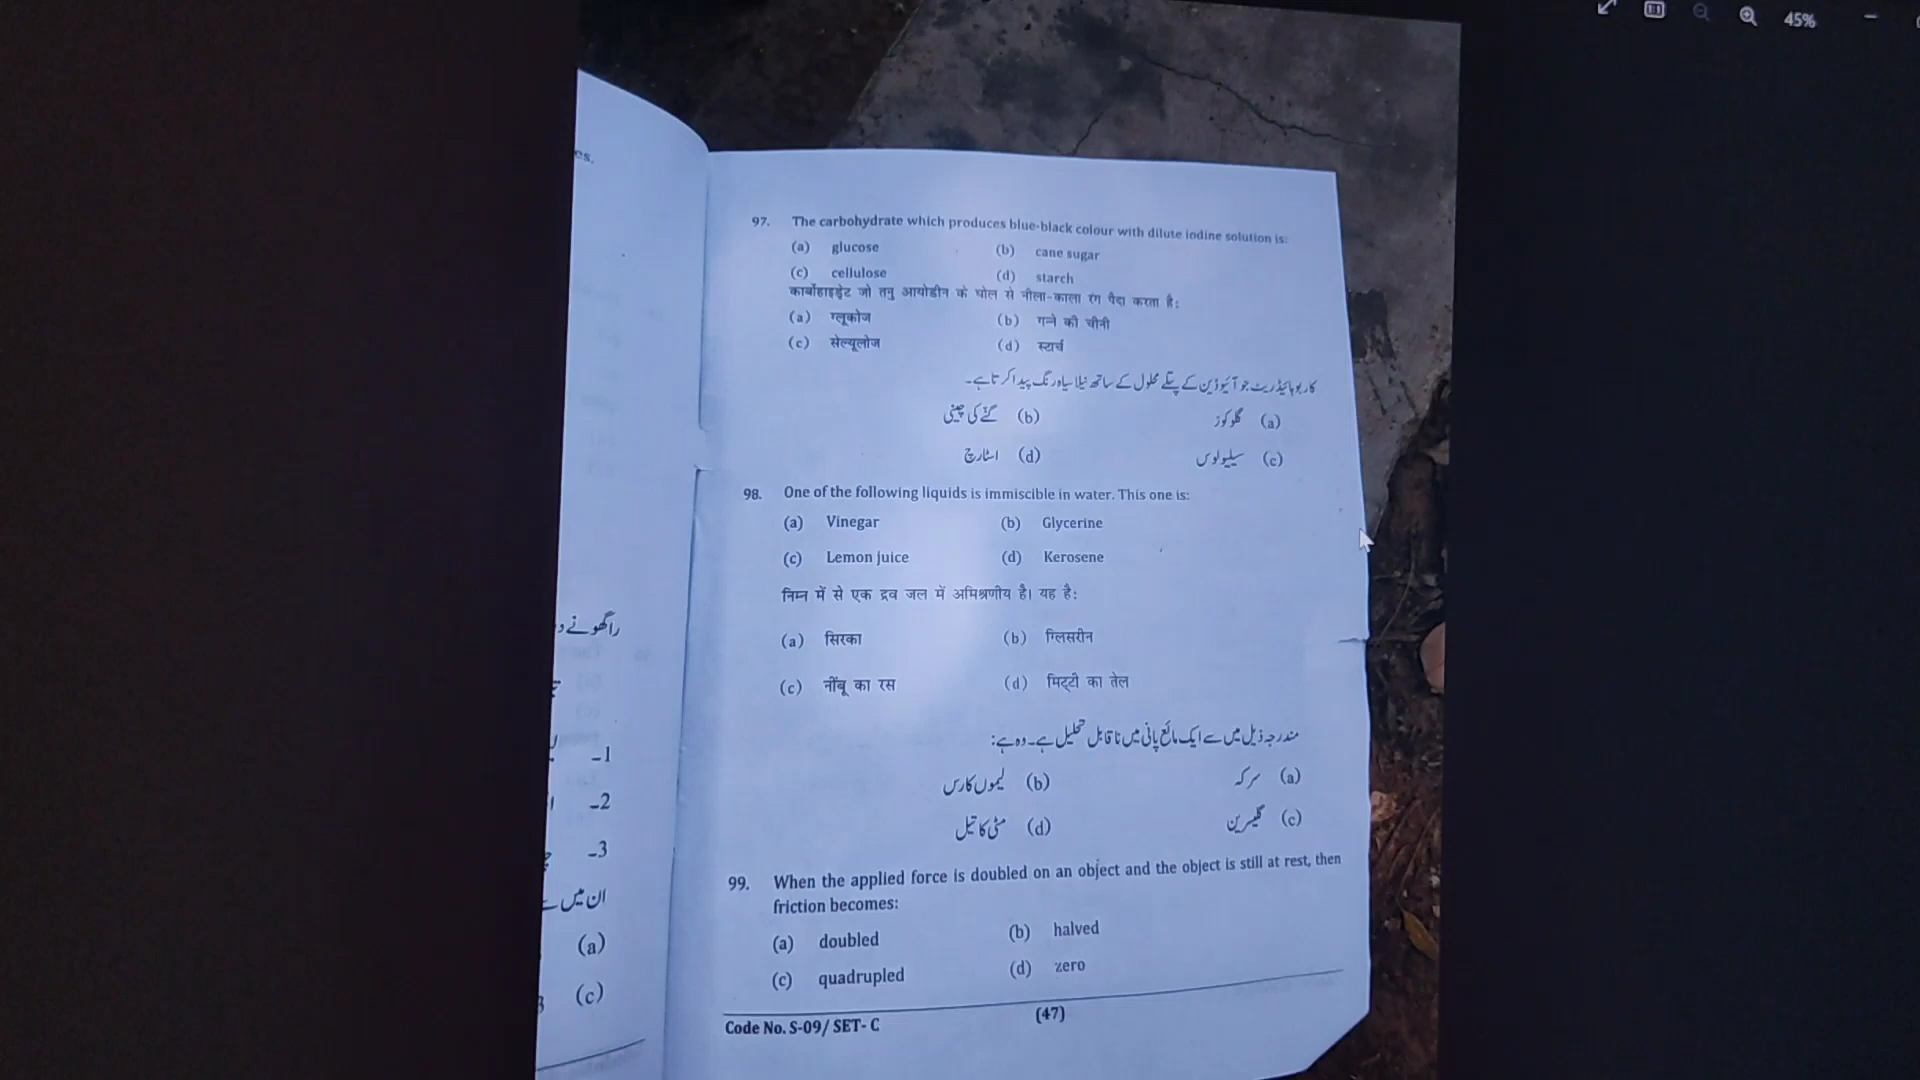 45%
es.
97. The carbohydrate which produces blue-black colour with dilute iodine solution is:
(a) glucose (b) cane sugar
(c) cellulose (d) starch
कार्बोहाइड्रेट जो तनु आयोडीन के घोल से नीला-काला रंग पैदा करता है:
(a) ग्लूकोज (b) गन्ने की चीनी
(c) सेल्यूलोज (d) स्टार्च
کاربوہائیڈریٹ جو آئیوڈین کے پتلے محلول کے ساتھ نیلا سیاہ رنگ پیدا کرتا ہے۔
(a) گلوکوز (b) گنّے کی چینی
(c) سیلیولوس (d) اسٹارچ
98. One of the following liquids is immiscible in water. This one is:
(a) Vinegar (b) Glycerine
(c) Lemon juice (d) Kerosene
निम्न में से एक द्रव जल में अमिश्रणीय है। यह है:
(a) सिरका (b) ग्लिसरीन
(c) नींबू का रस (d) मिट्टी का तेल
مندرجہ ذیل میں سے ایک مائع پانی میں ناقابل تحلیل ہے۔ وہ ہے:
(a) سرکہ (b) لیموں کا رس
(c) گلیسرین (d) مٹی کا تیل
99. When the applied force is doubled on an object and the object is still at rest, then
friction becomes:
(a) doubled (b) halved
(c) quadrupled (d) zero
Code No. S-09/ SET- C (47)
راگھونے
1۔
2۔
3۔
ان میں
(a)
(c)